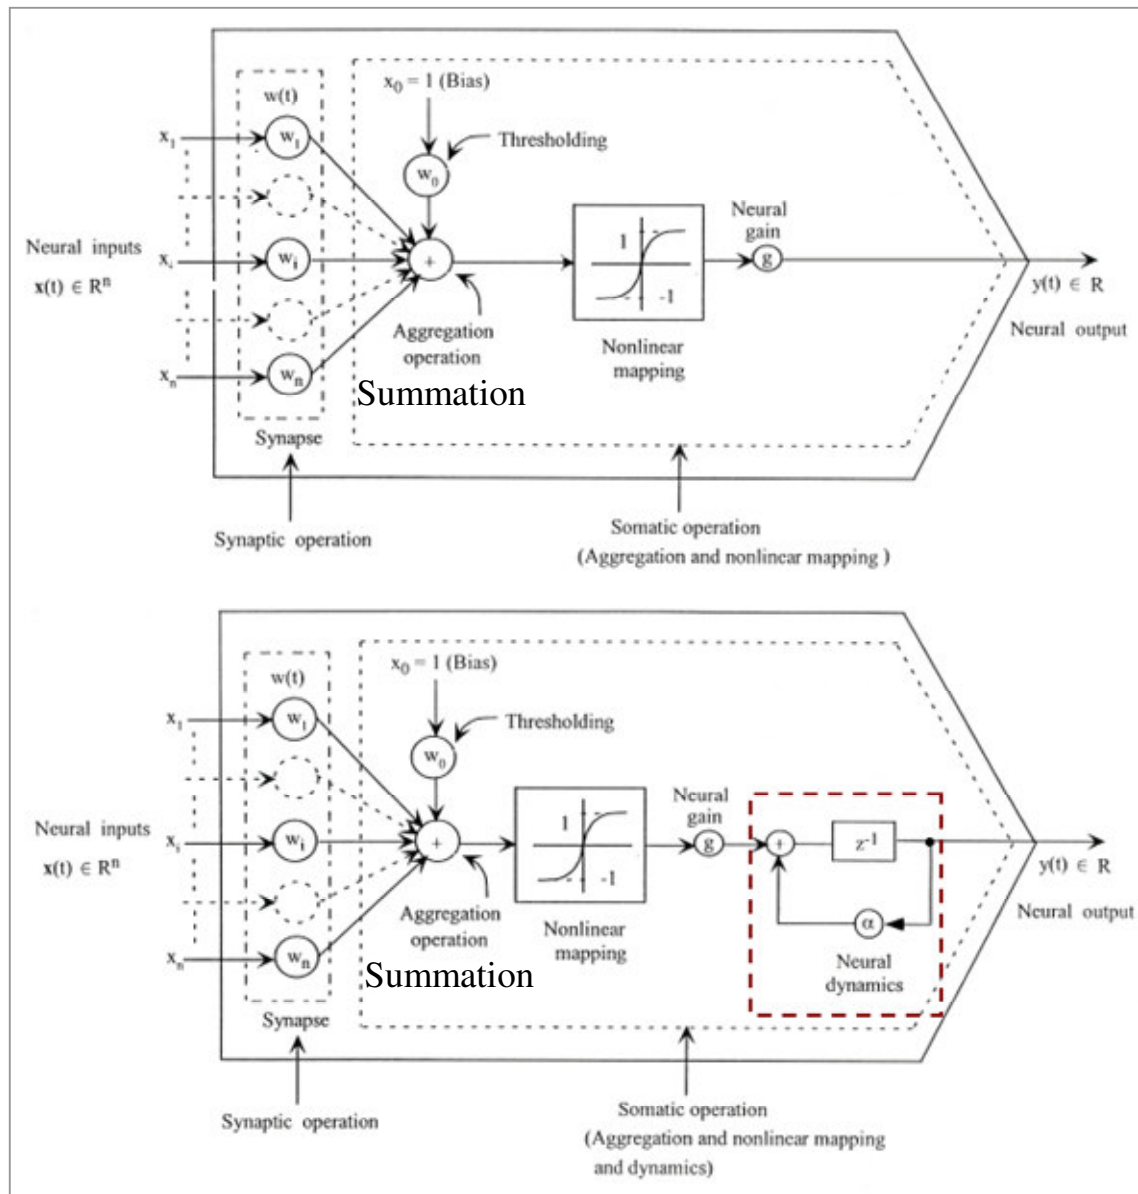 x0 = 1 (Bias)
w(t)
Thresholding
x1
w1
w0
Neural
gain
1
-1
g
Neural inputs
x(t) ∈ Rⁿ
xi
wi
+
y(t) ∈ R
Neural output
Aggregation
operation
Nonlinear
mapping
xn
wn
Summation
Synapse
Synaptic operation
Somatic operation
(Aggregation and nonlinear mapping )
x0 = 1 (Bias)
w(t)
Thresholding
x1
w1
w0
Neural
gain
1
-1
g
+
z-1
Neural inputs
x(t) ∈ Rⁿ
xi
wi
+
y(t) ∈ R
Neural output
Aggregation
operation
Nonlinear
mapping
α
Neural
dynamics
xn
wn
Summation
Synapse
Synaptic operation
Somatic operation
(Aggregation and nonlinear mapping
and dynamics)